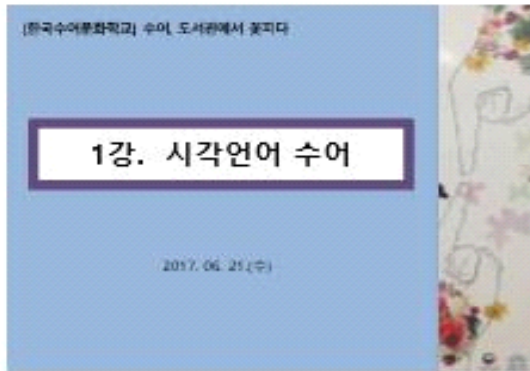 [한국수어문화학교] 수어, 도서관에서 꽃피다
1강. 시각언어 수어
2017. 06. 21.(수)